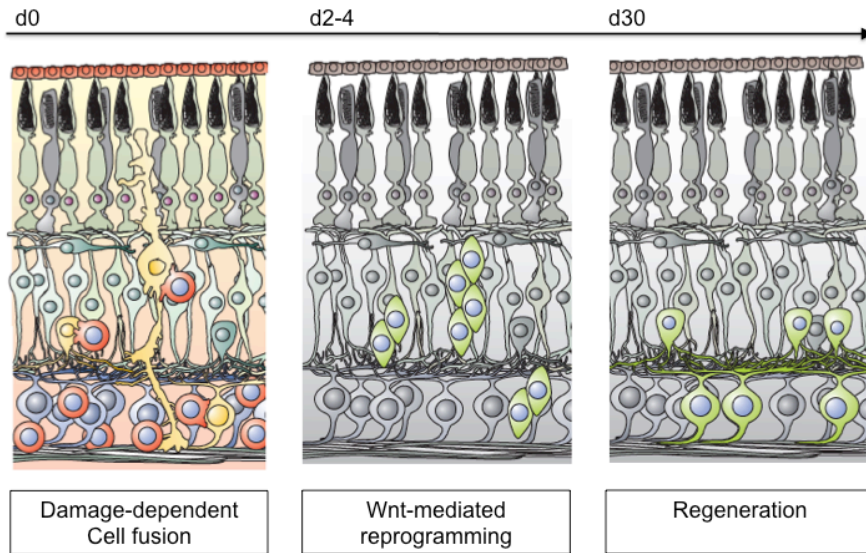 d0
d2-4
d30
Damage-dependent
Cell fusion
Wnt-mediated
reprogramming
Regeneration